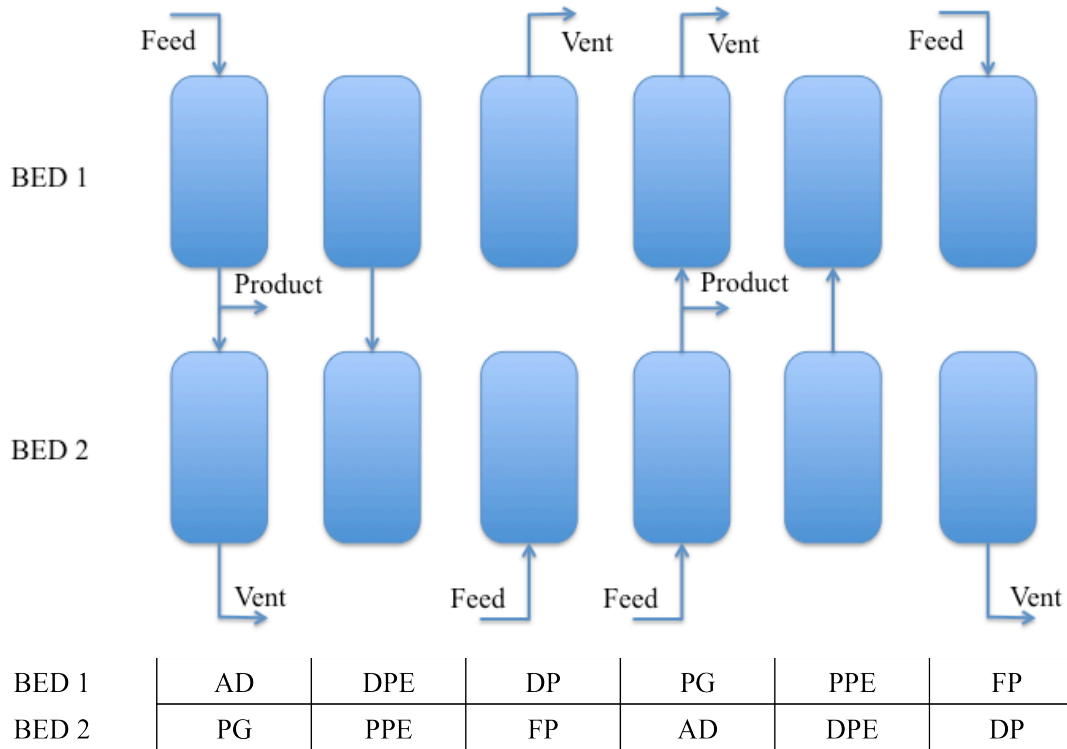 Feed
Vent
Vent
Feed
BED 1
Product
Product
BED 2
Vent
Feed
Feed
Vent
BED 1 AD DPE DP PG PPE FP
BED 2 PG PPE FP AD DPE DP